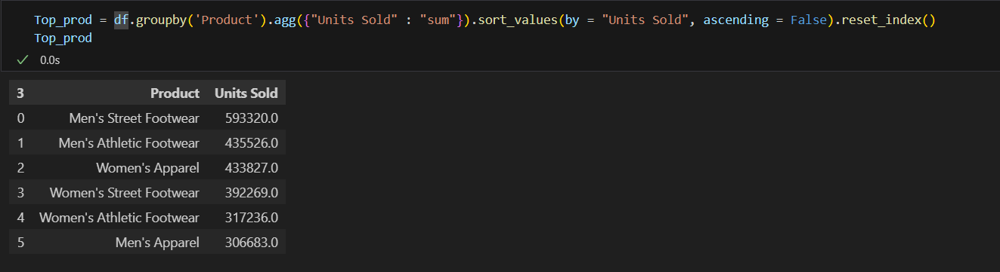 Top_prod = df.groupby('Product').agg({"Units Sold" : "sum"}).sort_values(by = "Units Sold", ascending = False).reset_index()
Top_prod
0.0s
3 Product Units Sold
0 Men's Street Footwear 593320.0
1 Men's Athletic Footwear 435526.0
2 Women's Apparel 433827.0
3 Women's Street Footwear 392269.0
4 Women's Athletic Footwear 317236.0
5 Men's Apparel 306683.0